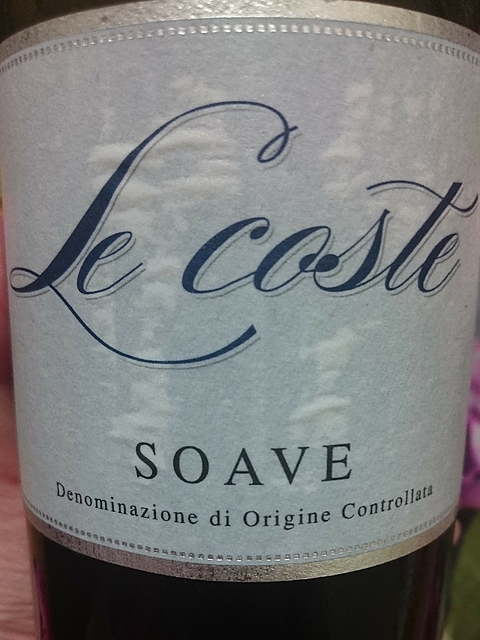 Le coste
SOAVE
Denominazione di Origine Controllata